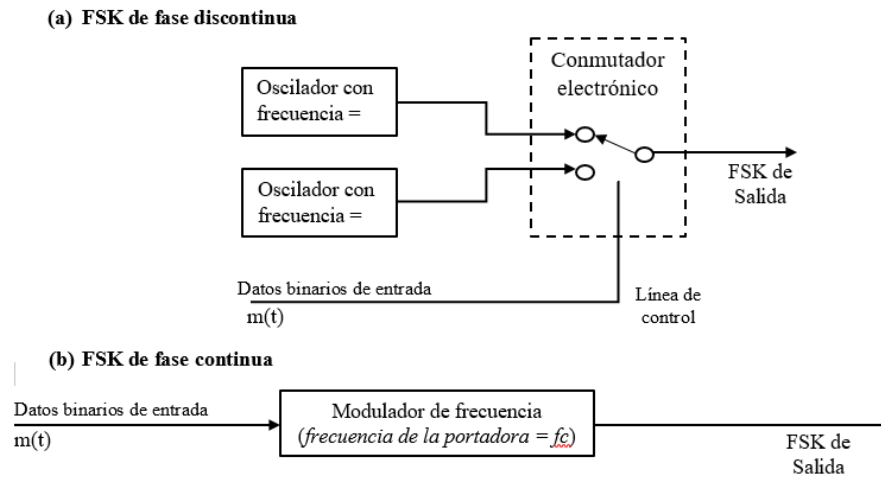 (a) FSK de fase discontinua
Conmutador
electrónico
Oscilador con
frecuencia =
Oscilador con
frecuencia =
FSK de
Salida
Datos binarios de entrada
m(t)
Línea de
control
(b) FSK de fase continua
Datos binarios de entrada
m(t)
Modulador de frecuencia
(frecuencia de la portadora = fc)
FSK de
Salida